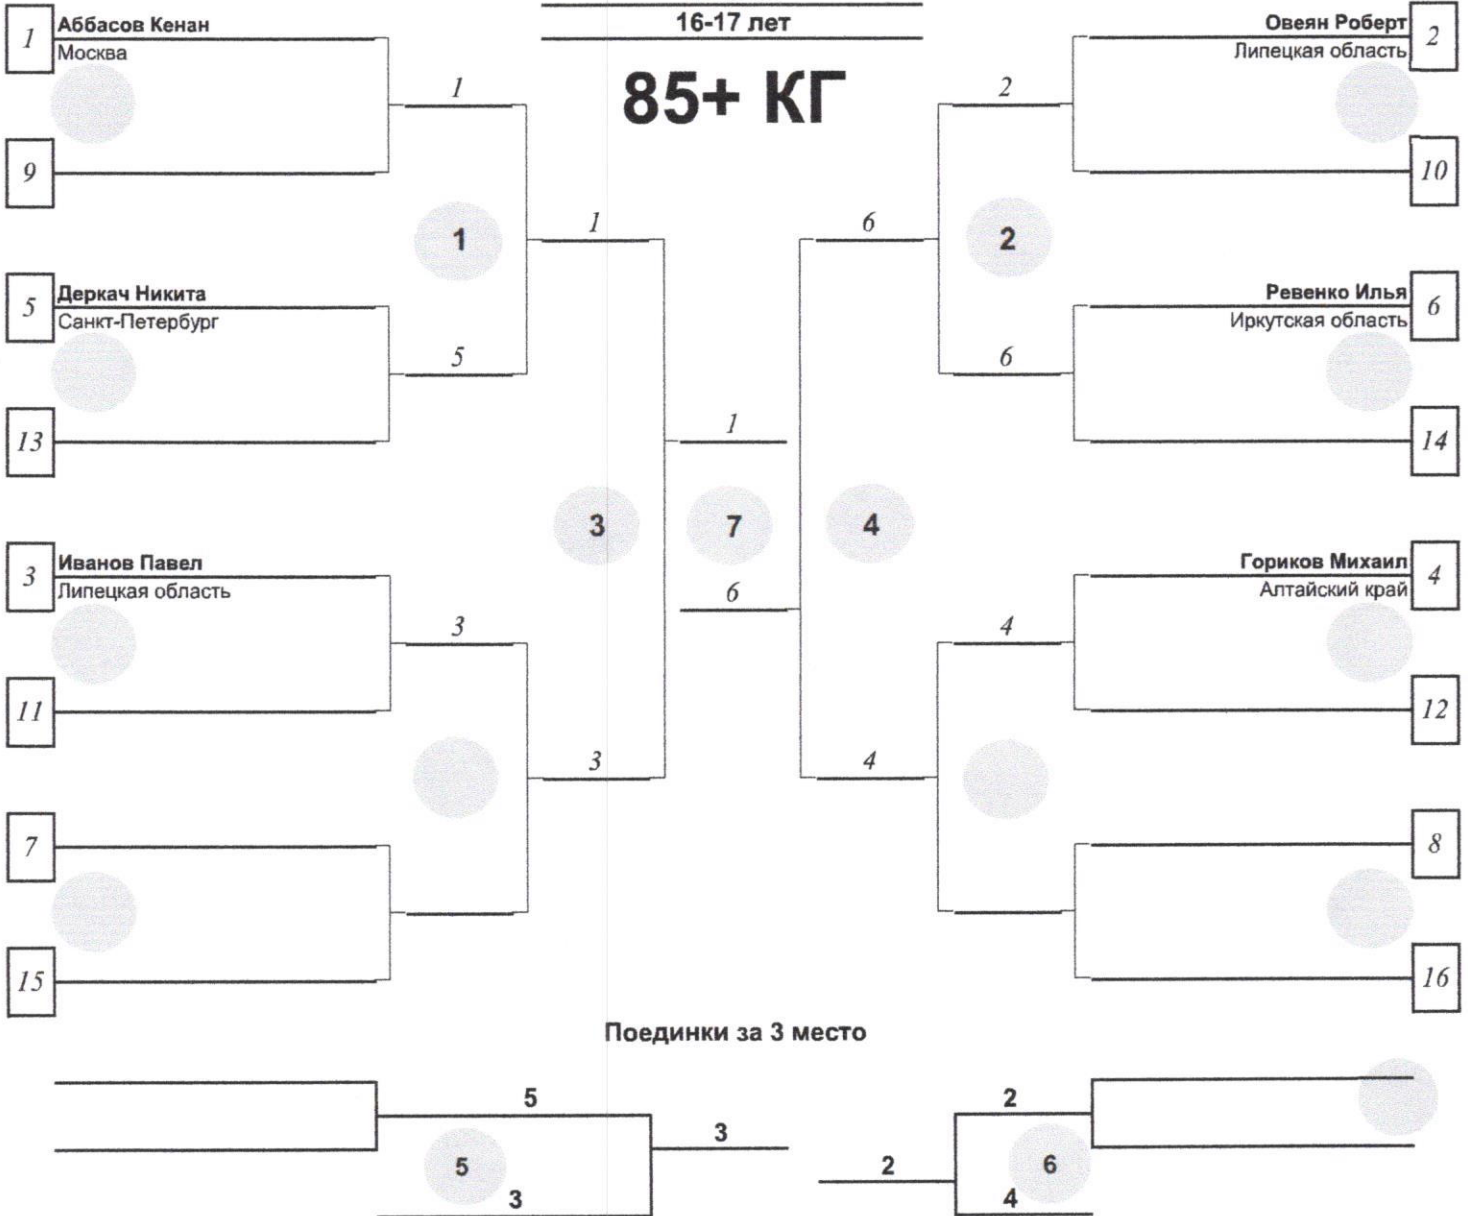 16-17 лет
85+ КГ
1
Аббасов Кенан
Москва
1
9
1
1
5
Деркач Никита
Санкт-Петербург
5
13
3
Иванов Павел
Липецкая область
3
11
3
7
15
3
1
7
6
4
Овеян Роберт
2
Липецкая область
2
10
6
2
Ревенко Илья
6
Иркутская область
6
14
Гориков Михаил
4
Алтайский край
4
12
4
8
16
Поединки за 3 место
5
5
3
3
2
2
6
4